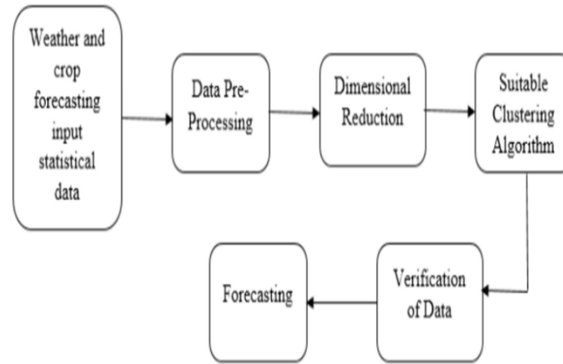 Weather and
crop
forecasting
input
statistical
data
Data Pre-
Processing
Dimensional
Reduction
Suitable
Clustering
Algorithm
Verification
of Data
Forecasting